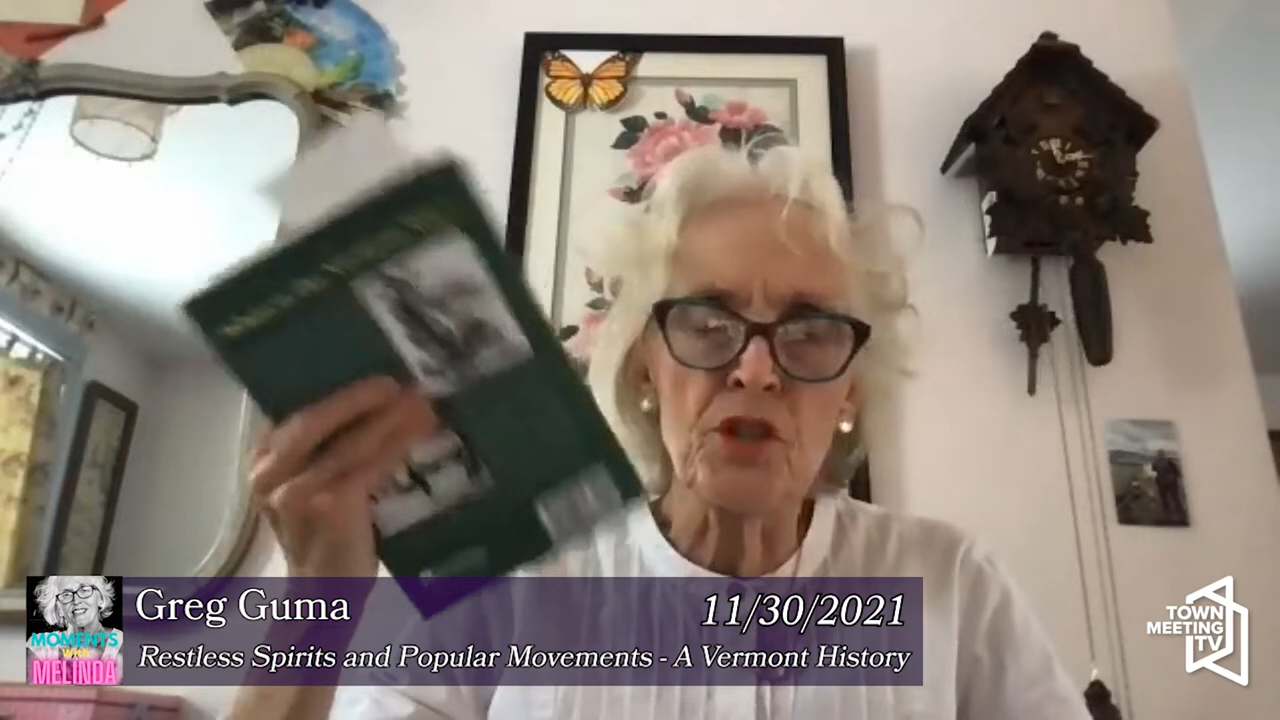 Greg Guma
11/30/2021
Restless Spirits and Popular Movements - A Vermont History
MOMENTS
with
MELINDA
TOWN
MEETING
TV